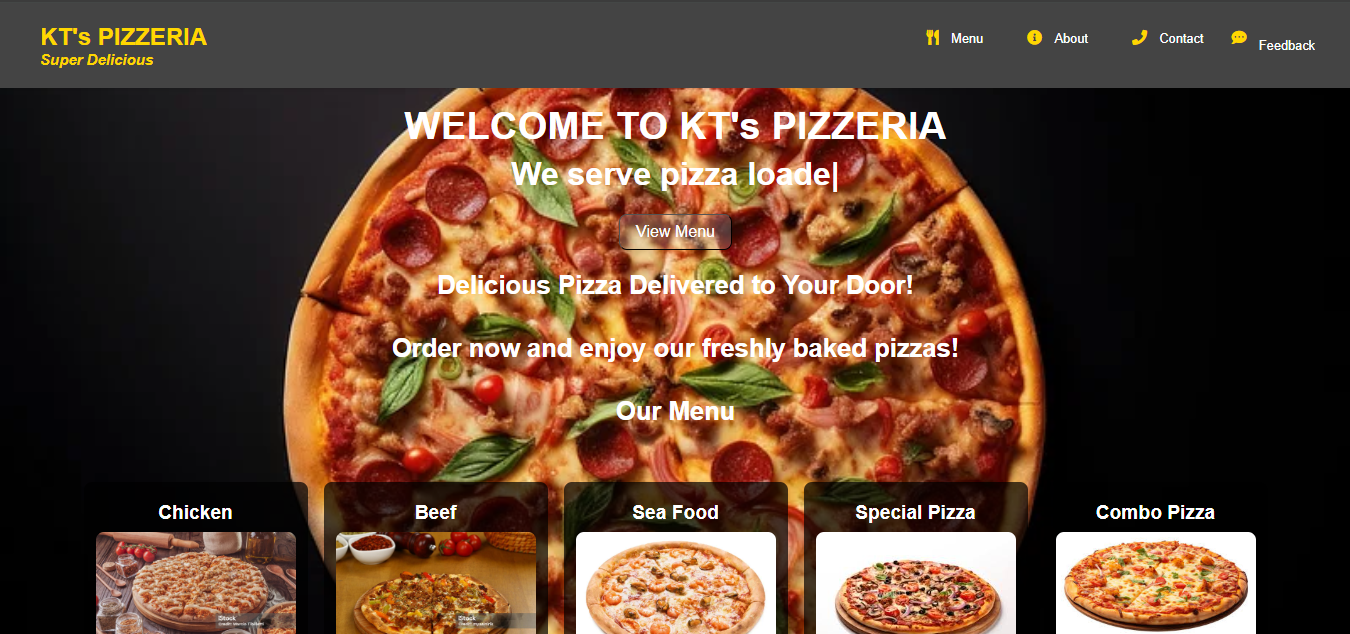 KT's PIZZERIA
Super Delicious
Menu
About
Contact
Feedback
WELCOME TO KT's PIZZERIA
We serve pizza loade|
View Menu
Delicious Pizza Delivered to Your Door!
Order now and enjoy our freshly baked pizzas!
Our Menu
Chicken
Beef
Sea Food
Special Pizza
Combo Pizza
iStock
iStock